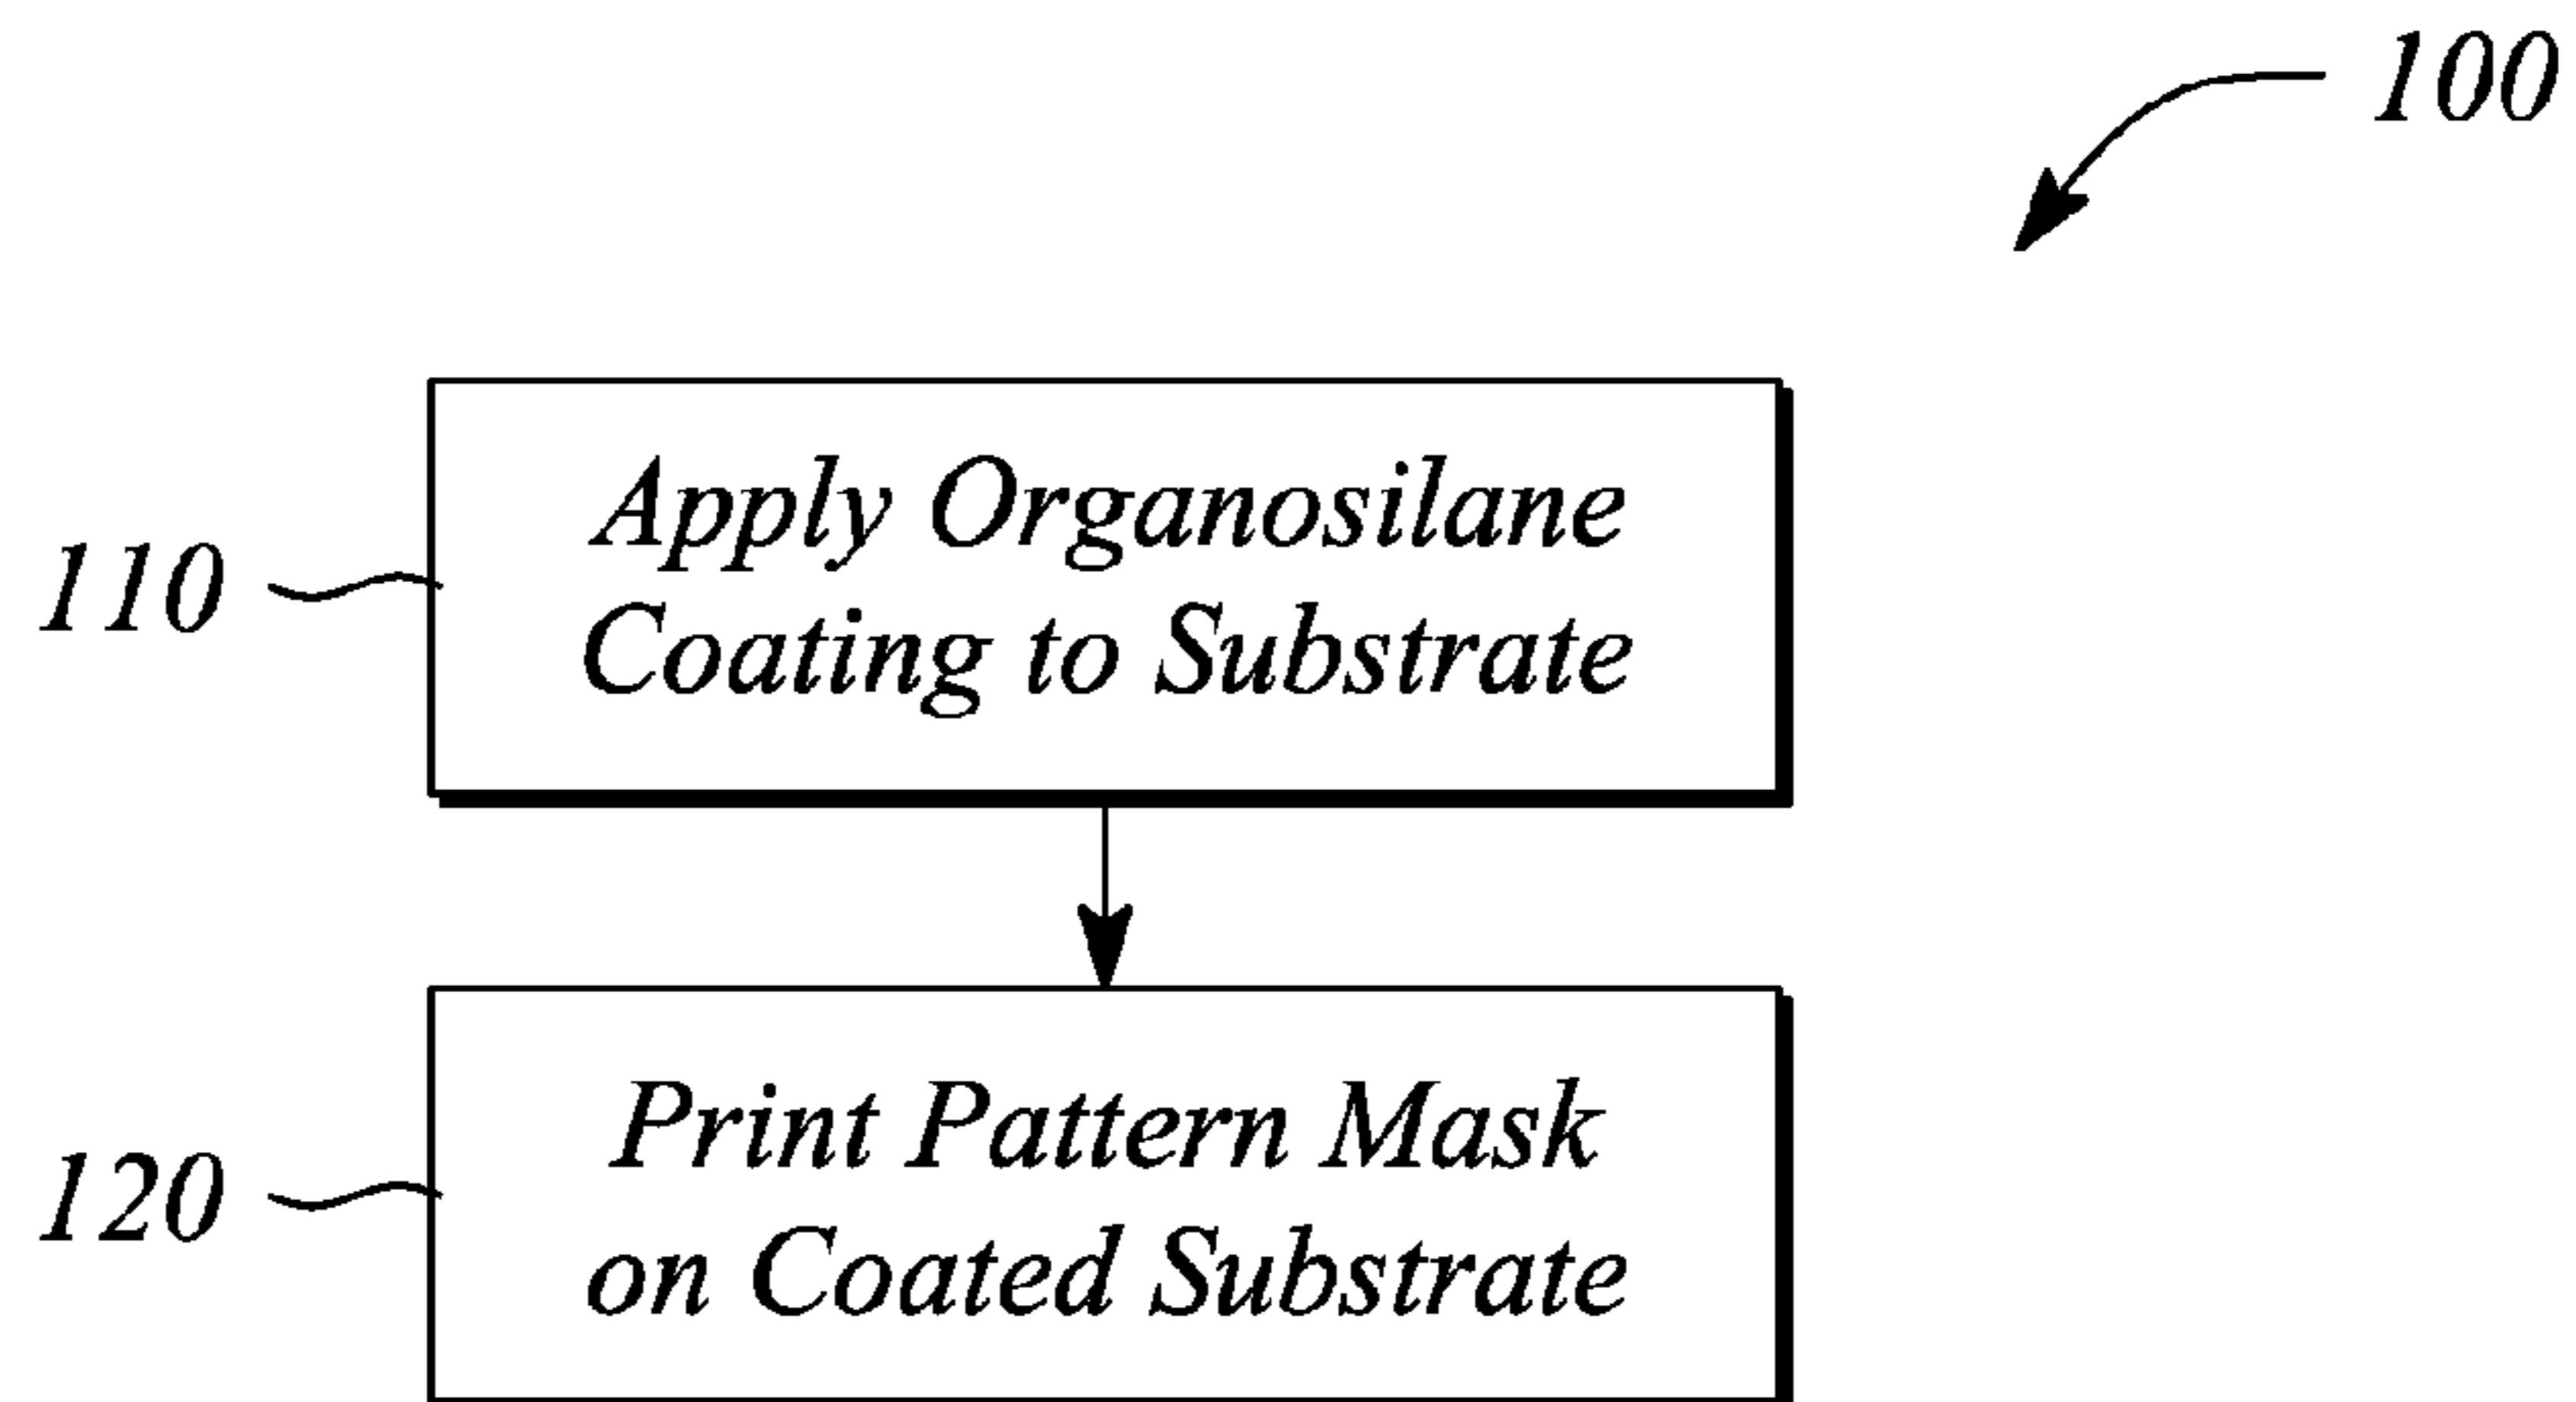 100
110
Apply Organosilane
Coating to Substrate
120
Print Pattern Mask
on Coated Substrate